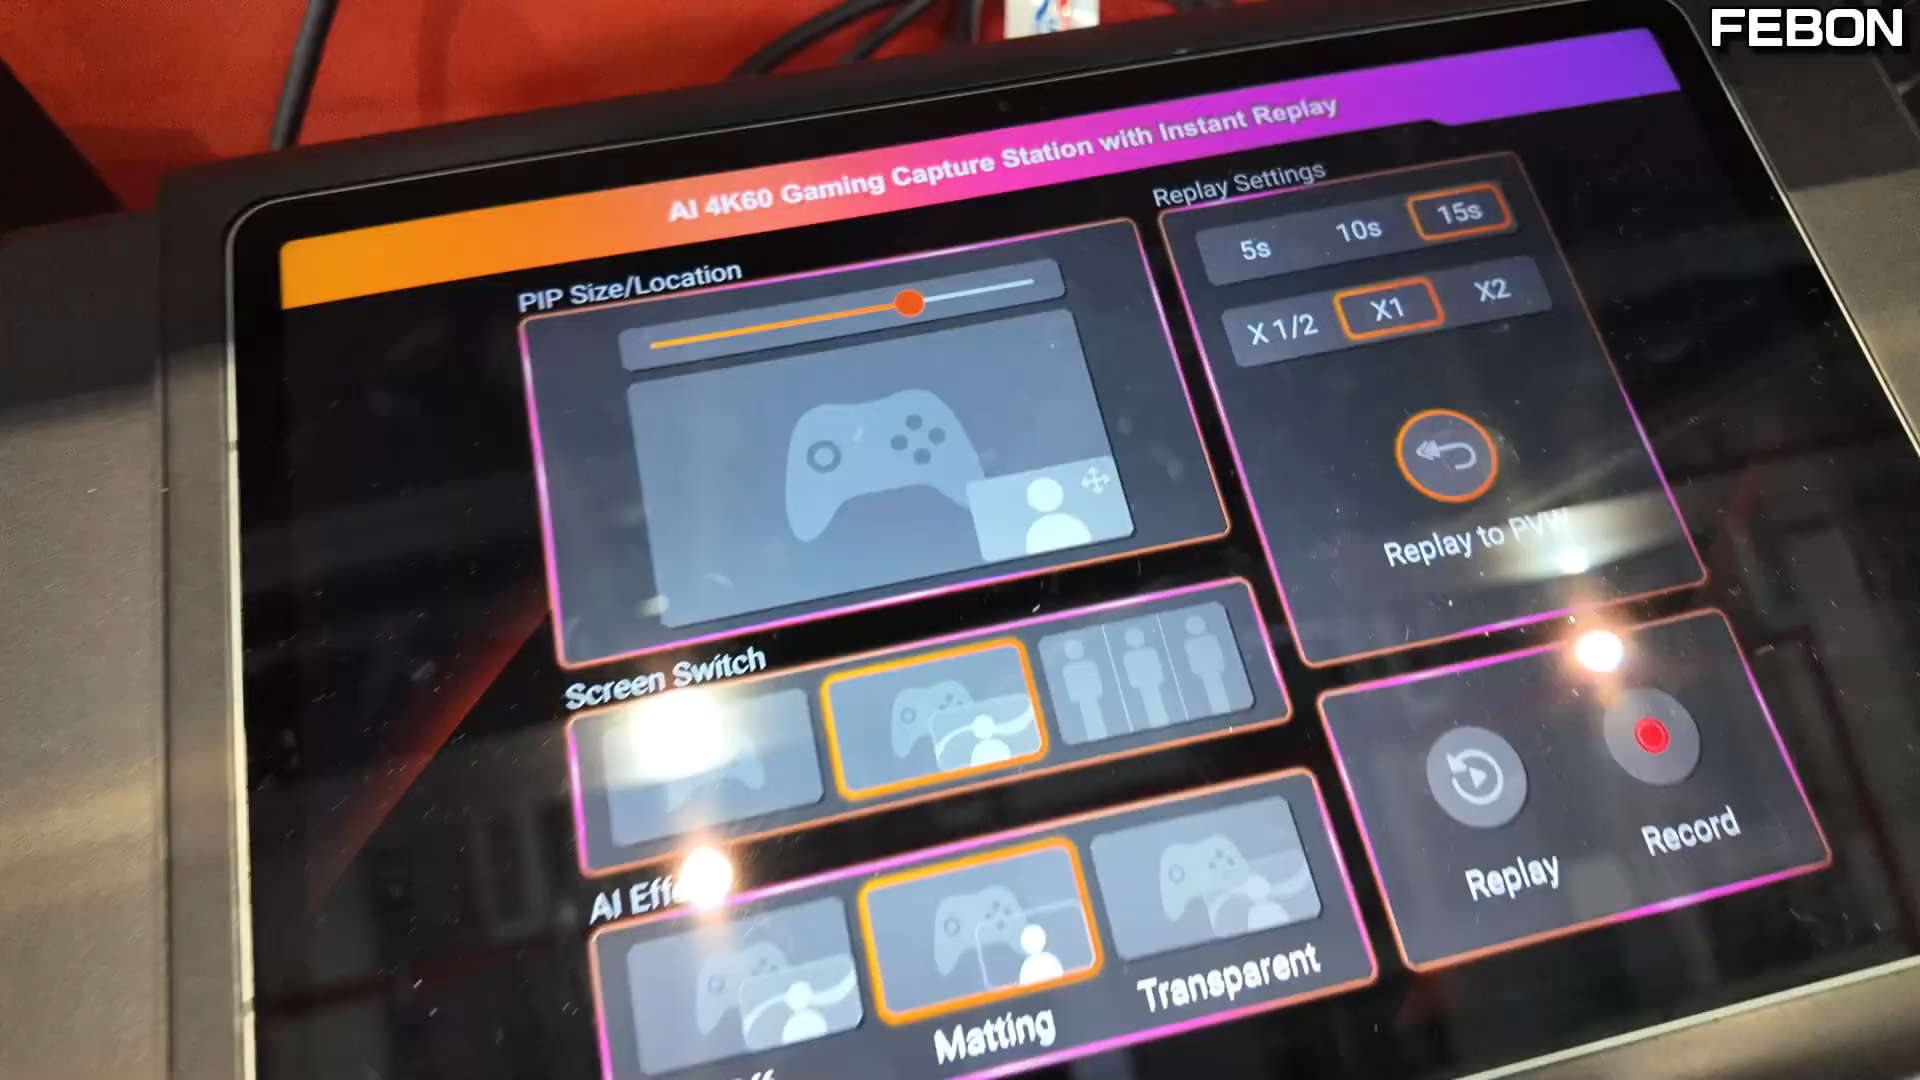 FEBON
AI 4K60 Gaming Capture Station with Instant Replay
PIP Size/Location
Replay Settings
5s 10s 15s
X 1/2 X1 X2
Replay to PVW
Screen Switch
Replay
Record
AI
Matting
Transparent